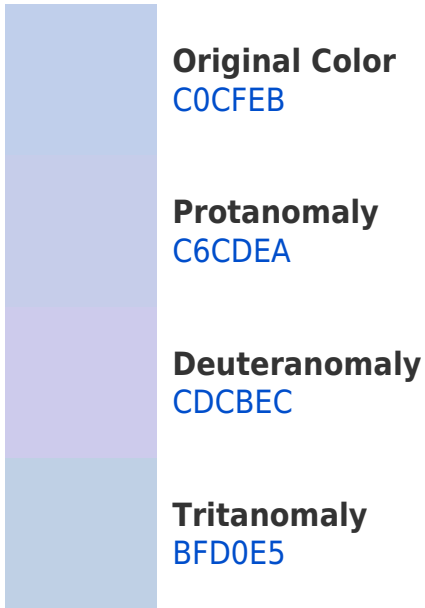 Original Color
C0CFEB
Protanomaly
C6CDEA
Deuteranomaly
CDCBEC
Tritanomaly
BFD0E5